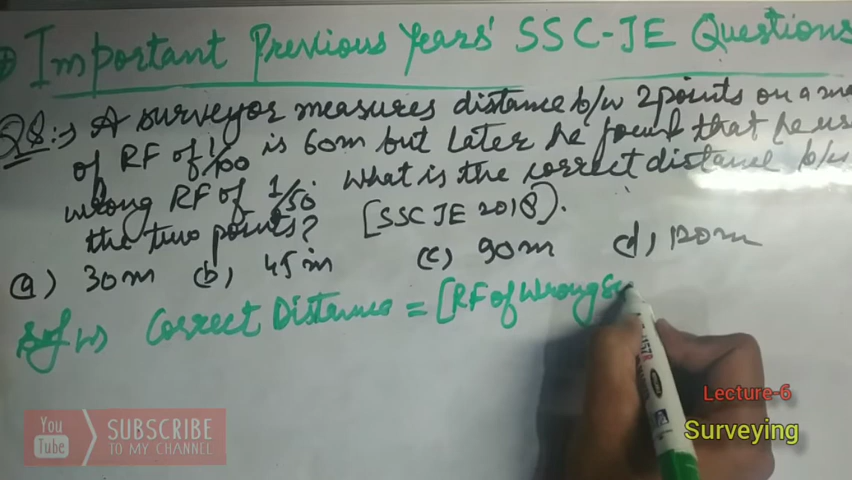 Important Previous Years' SSC-JE Questions
Q8:→ A surveyor measures distance b/w 2 points on a ma
of RF of 1/100 is 60m but later he found that he us
wrong RF of 1/50 What is the correct distance b/w
the two points? [SSC JE 2018].
(a) 30m (b) 45m (c) 90m (d) 120m
Correct Distance = [RF of Wrong Sc
Lecture-6
Surveying
You Tube SUBSCRIBE
TO MY CHANNEL